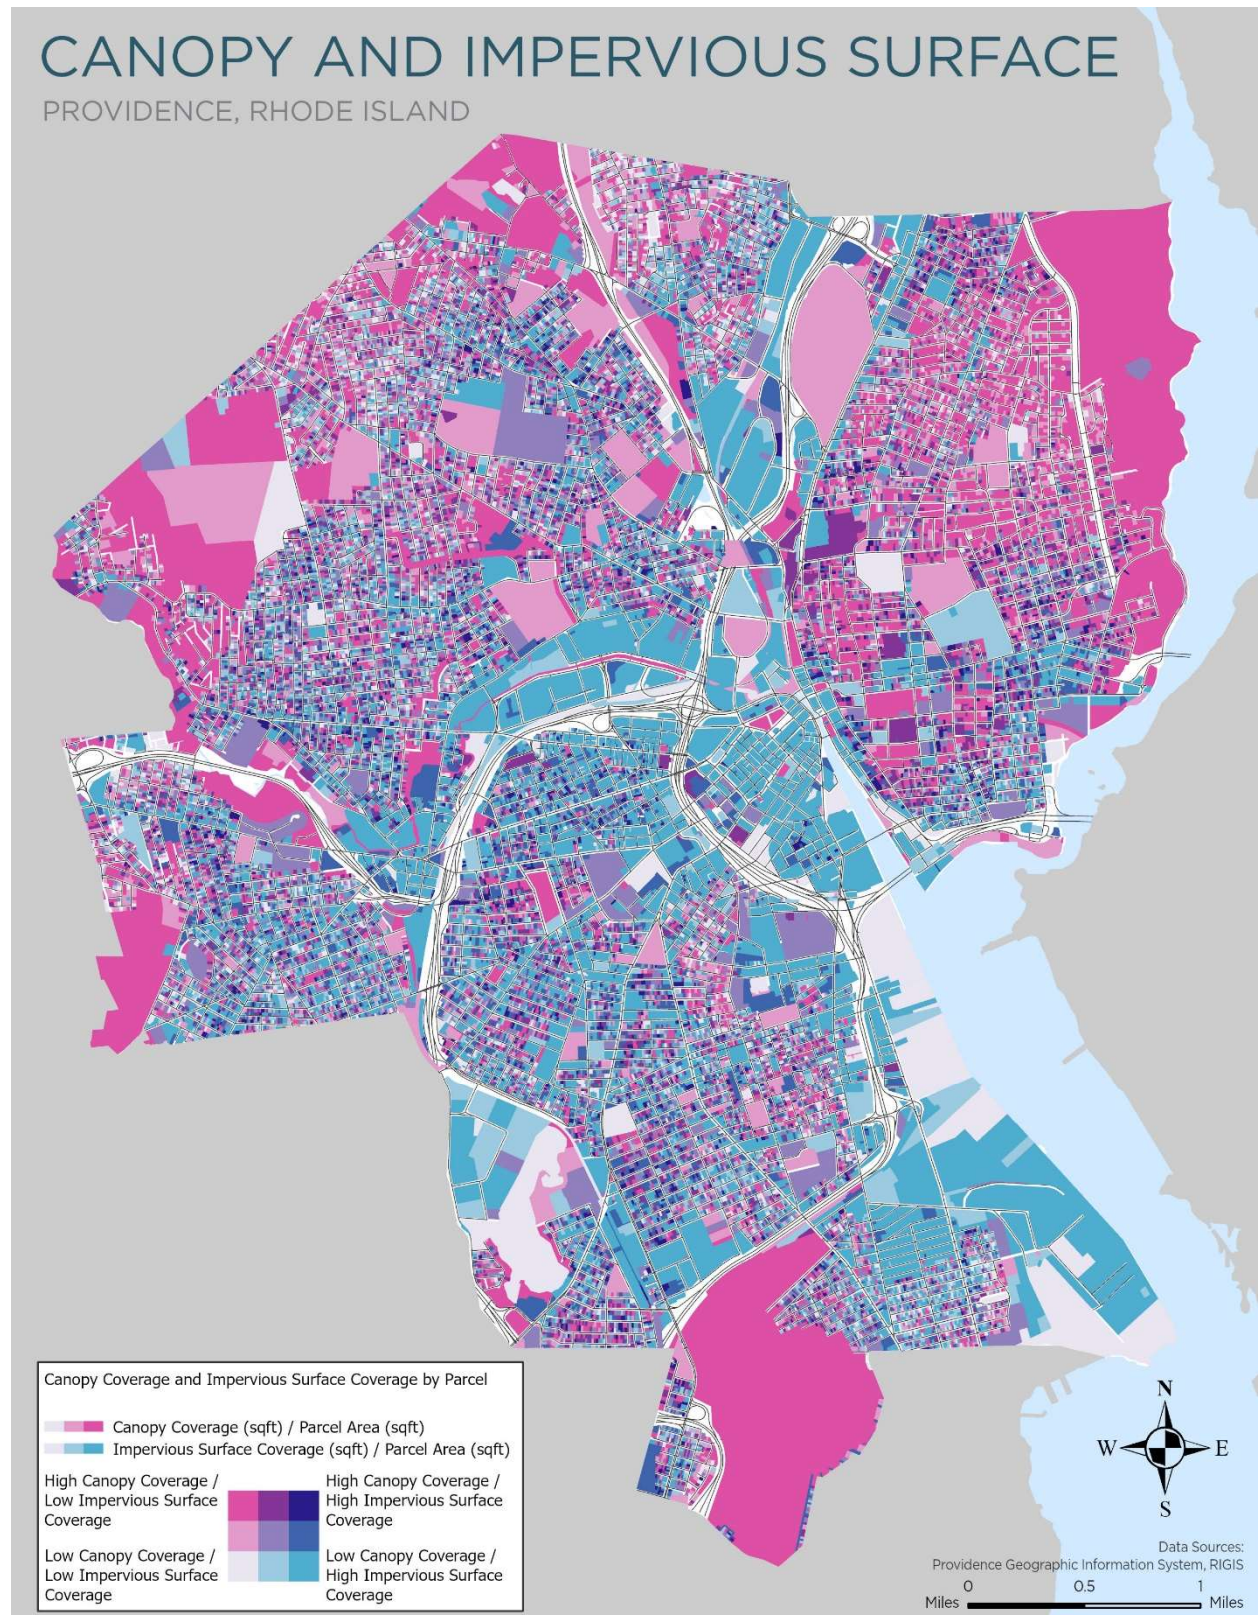 CANOPY AND IMPERVIOUS SURFACE
PROVIDENCE, RHODE ISLAND
Canopy Coverage and Impervious Surface Coverage by Parcel
Canopy Coverage (sqft) / Parcel Area (sqft)
Impervious Surface Coverage (sqft) / Parcel Area (sqft)
High Canopy Coverage /
Low Impervious Surface
Coverage
High Canopy Coverage /
High Impervious Surface
Coverage
Low Canopy Coverage /
Low Impervious Surface
Coverage
Low Canopy Coverage /
High Impervious Surface
Coverage
N
W E
S
Data Sources:
Providence Geographic Information System, RIGIS
0 0.5 1
Miles Miles